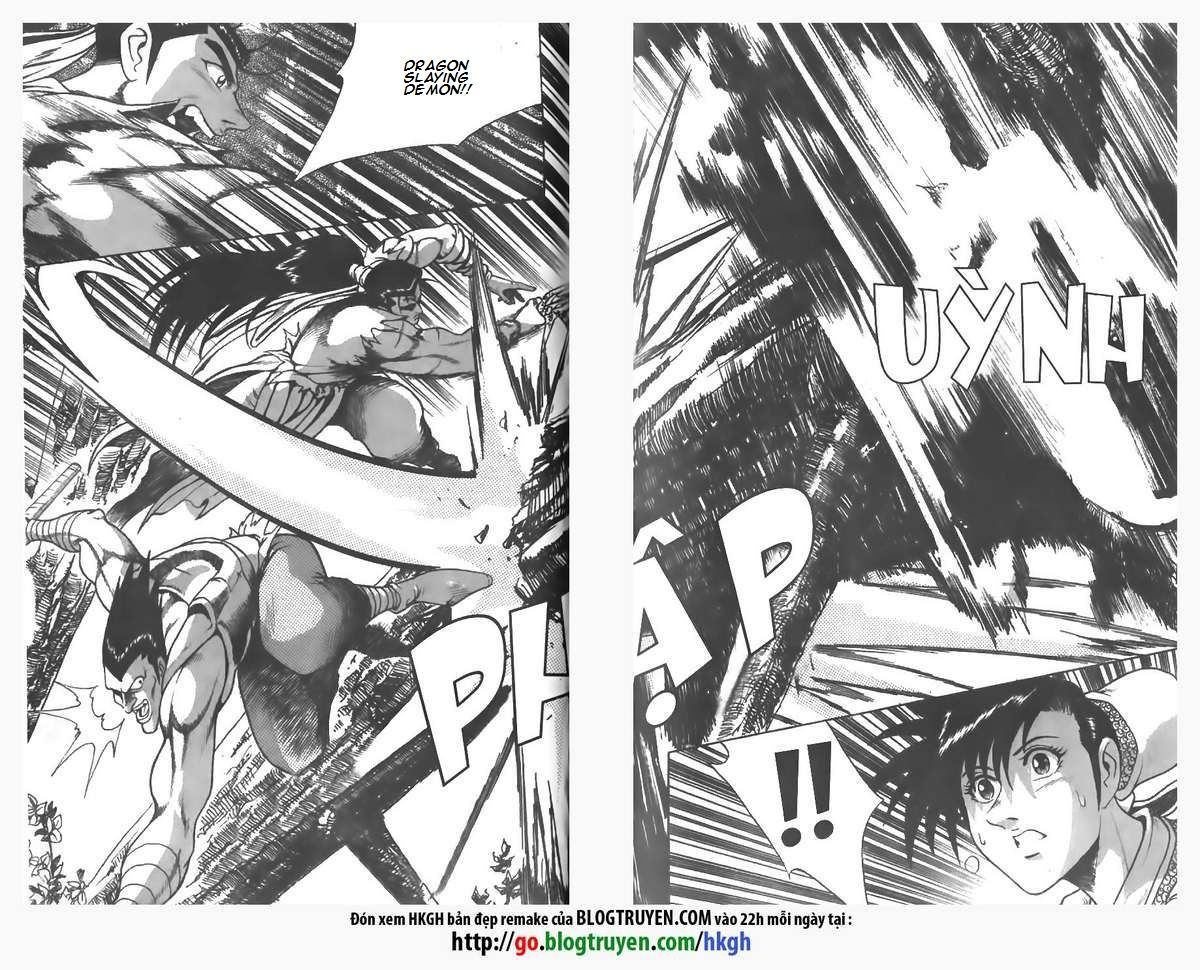 DRAGON
SLAYING
DEMON!!
PHẬP
UỲNH
!!
Đón xem HKGH bản đẹp remake của BLOGTRUYEN.COM vào 22h mỗi ngày tại :
http://go.blogtruyen.com/hkgh